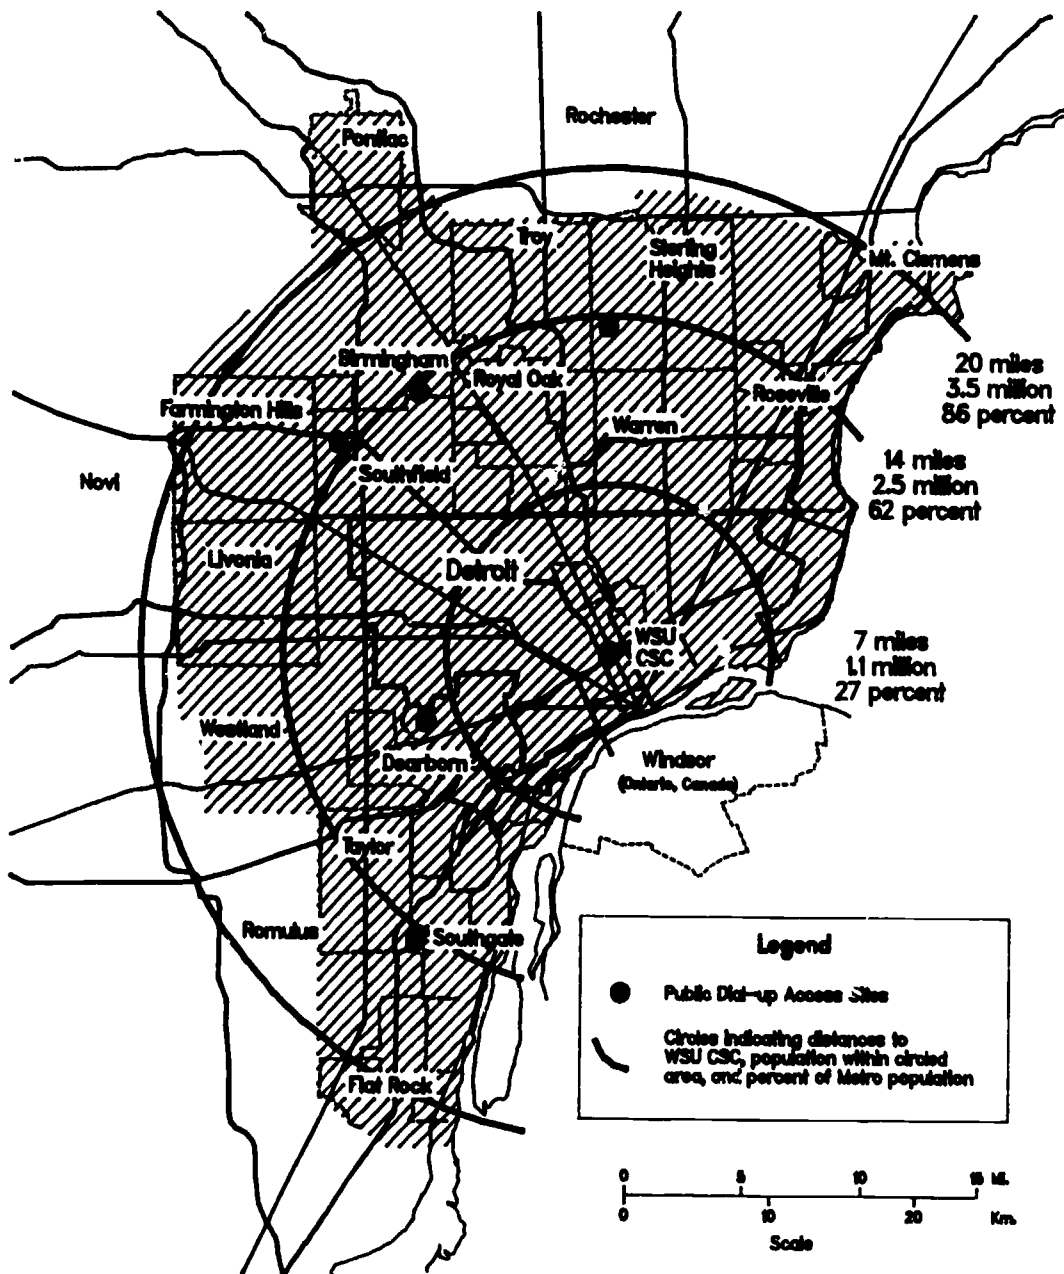 Rochester
Pontiac
Troy
Sterling
Heights
Mt. Clemens
Birmingham
Royal Oak
Roseville
20 miles
3.5 million
86 percent
Farmington Hills
Warren
Novi
Southfield
14 miles
2.5 million
62 percent
Livonia
Detroit
WSU
CSC
7 miles
1.1 million
27 percent
Westland
Dearborn
Windsor
(Ontario, Canada)
Taylor
Romulus
Southgate
Flat Rock
Legend
Public Dial-up Access Sites
Circles indicating distances to
WSU CSC, population within circled
area, and percent of Metro population
0 5 10 15 Mi.
0 10 20 Km.
Scale